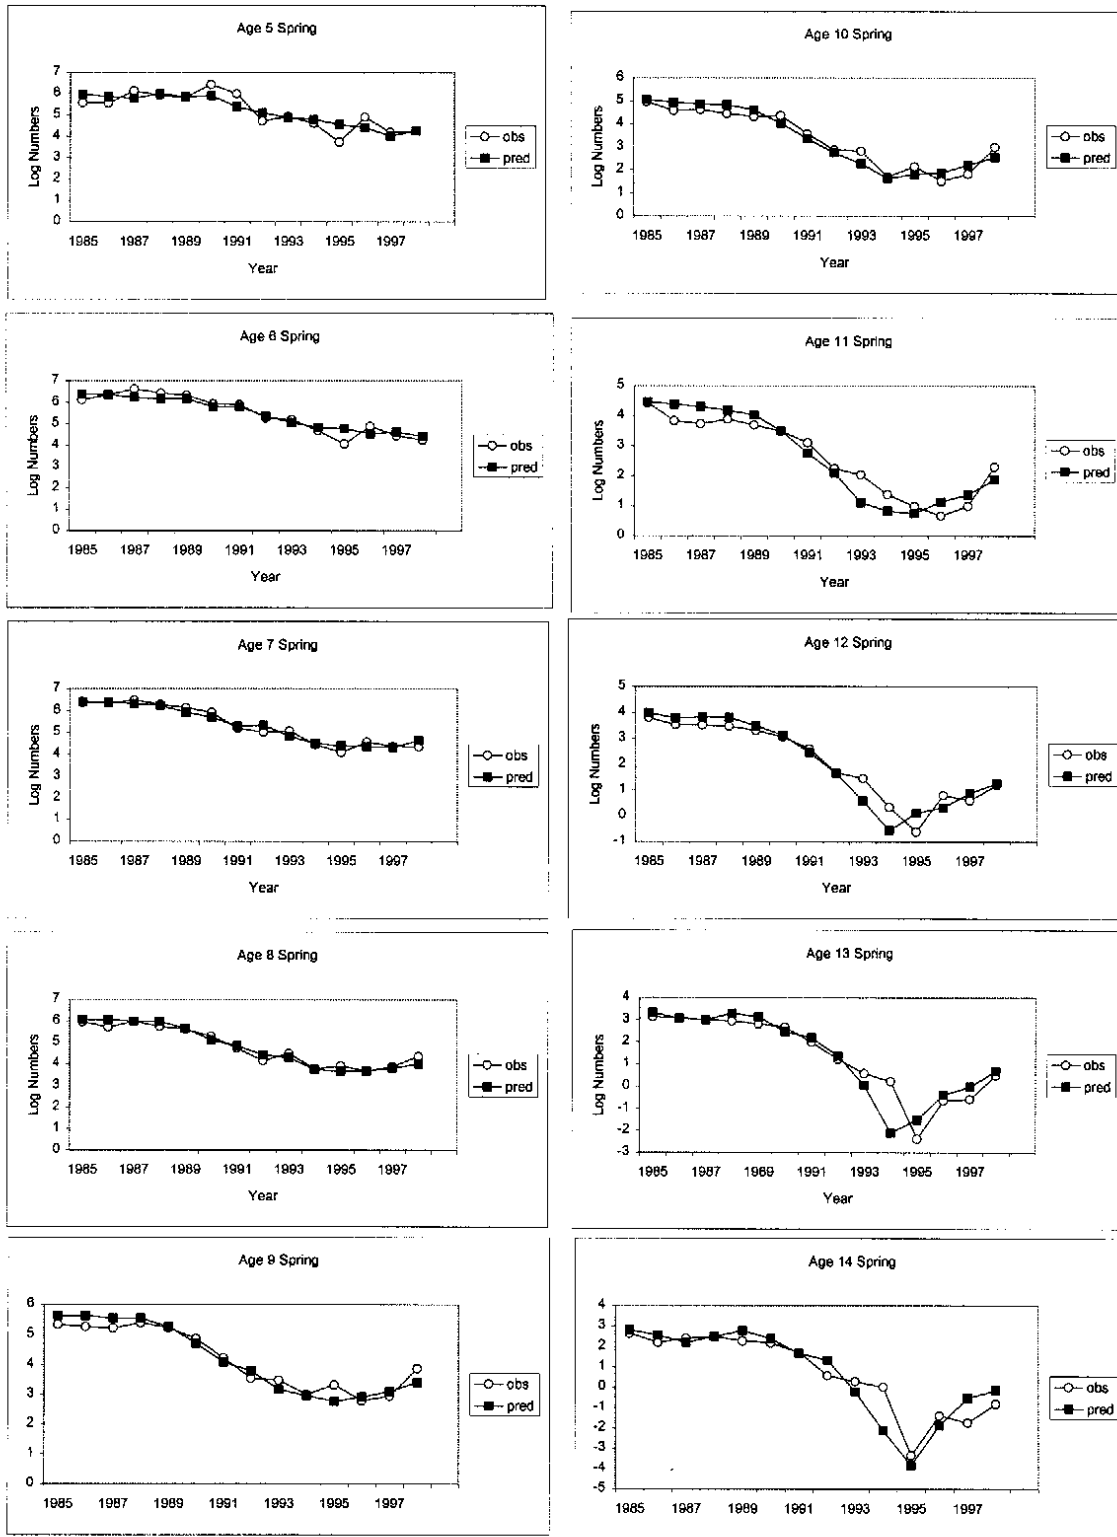 Age 5 Spring
7
6
5
4
3
2
1
0
Log Numbers
1985 1987 1989 1991 1993 1995 1997
Year
obs
pred
Age 6 Spring
7
6
5
4
3
2
1
0
Log Numbers
1985 1987 1989 1991 1993 1995 1997
Year
obs
pred
Age 7 Spring
7
6
5
4
3
2
1
0
Log Numbers
1985 1987 1989 1991 1993 1995 1997
Year
obs
pred
Age 8 Spring
7
6
5
4
3
2
1
0
Log Numbers
1985 1987 1989 1991 1993 1995 1997
Year
obs
pred
Age 9 Spring
6
5
4
3
2
1
0
Log Numbers
1985 1987 1989 1991 1993 1995 1997
Year
obs
pred
Age 10 Spring
6
5
4
3
2
1
0
Log Numbers
1985 1987 1989 1991 1993 1995 1997
Year
obs
pred
Age 11 Spring
5
4
3
2
1
0
Log Numbers
1985 1987 1989 1991 1993 1995 1997
Year
obs
pred
Age 12 Spring
5
4
3
2
1
0
-1
Log Numbers
1985 1987 1989 1991 1993 1995 1997
Year
obs
pred
Age 13 Spring
4
3
2
1
0
-1
-2
-3
Log Numbers
1985 1987 1989 1991 1993 1995 1997
Year
obs
pred
Age 14 Spring
4
3
2
1
0
-1
-2
-3
-4
-5
Log Numbers
1985 1987 1989 1991 1993 1995 1997
Year
obs
pred